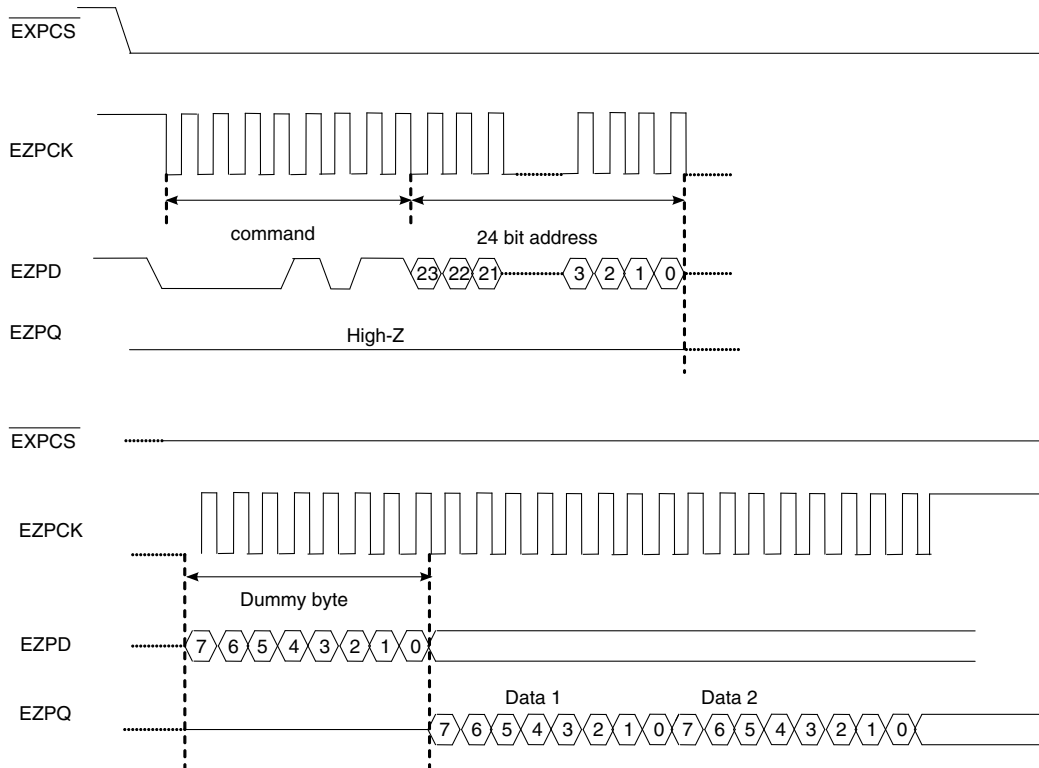 EXPCS
EZPCK
command
24 bit address
EZPD
23 22 21 3 2 1 0
EZPQ
High-Z
EXPCS
EZPCK
Dummy byte
EZPD
7 6 5 4 3 2 1 0
Data 1 Data 2
EZPQ
7 6 5 4 3 2 1 0 7 6 5 4 3 2 1 0